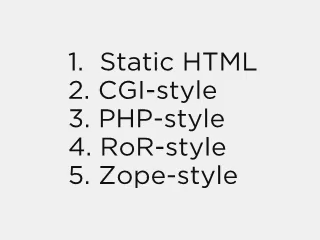 1. Static HTML
2. CGI-style
3. PHP-style
4. RoR-style
5. Zope-style